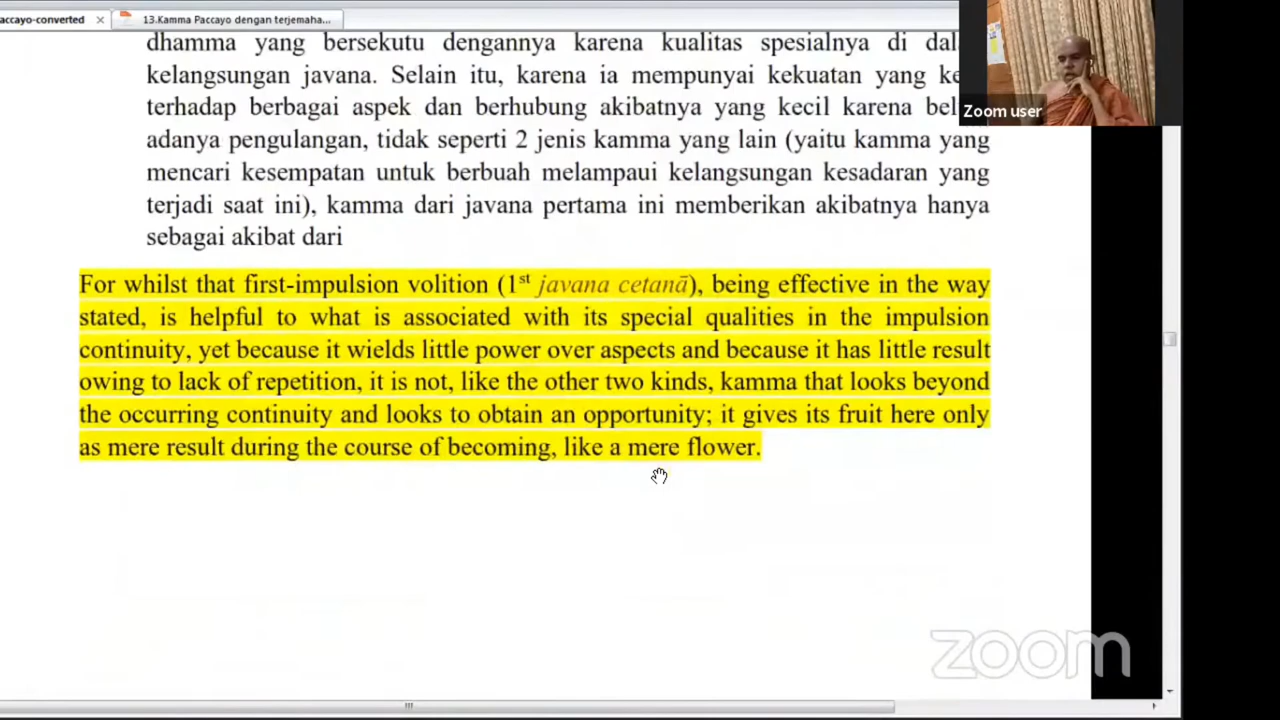 accayo-converted
13.Kamma Paccayo dengan terjemaha...
dhamma yang bersekutu dengannya karena kualitas spesialnya di
kelangsungan javana. Selain itu, karena ia mempunyai kekuatan yang
terhadap berbagai aspek dan berhubung akibatnya yang kecil karena
adanya pengulangan, tidak seperti 2 jenis kamma yang lain (yaitu kamma yang
mencari kesempatan untuk berbuah melampaui kelangsungan kesadaran yang
terjadi saat ini), kamma dari javana pertama ini memberikan akibatnya hanya
sebagai akibat dari
For whilst that first-impulsion volition (1st javana cetanā), being effective in the way
stated, is helpful to what is associated with its special qualities in the impulsion
continuity, yet because it wields little power over aspects and because it has little result
owing to lack of repetition, it is not, like the other two kinds, kamma that looks beyond
the occurring continuity and looks to obtain an opportunity; it gives its fruit here only
as mere result during the course of becoming, like a mere flower.
Zoom user
zoom